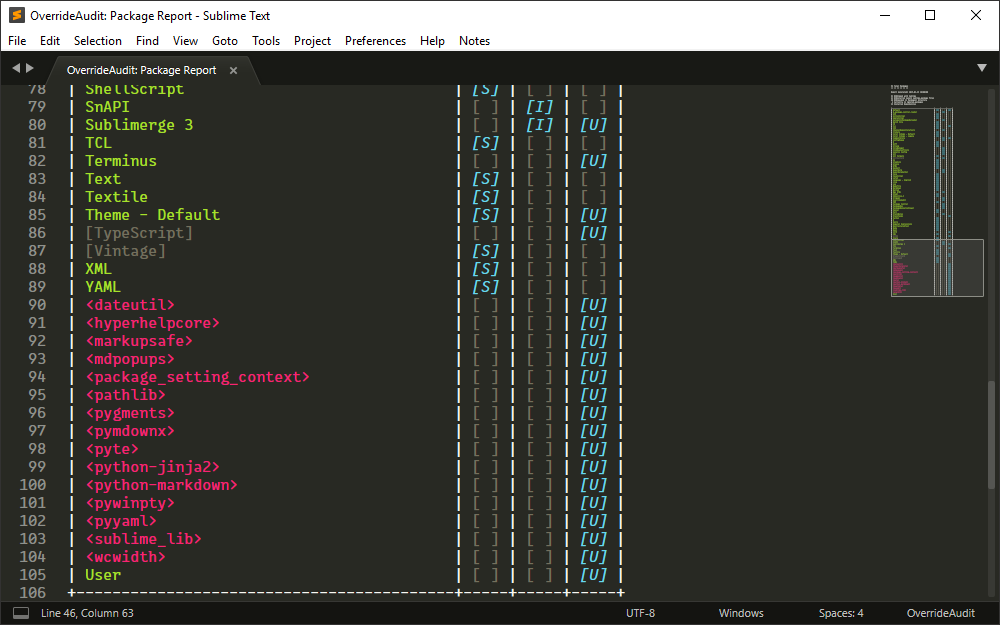 OverrideAudit: Package Report - Sublime Text
File Edit Selection Find View Goto Tools Project Preferences Help Notes
OverrideAudit: Package Report ×
78 | ShellScript | [S] | [ ] | [ ] |
79 | SnAPI | [ ] | [I] | [ ] |
80 | Sublimerge 3 | [ ] | [I] | [U] |
81 | TCL | [S] | [ ] | [ ] |
82 | Terminus | [ ] | [ ] | [U] |
83 | Text | [S] | [ ] | [ ] |
84 | Textile | [S] | [ ] | [ ] |
85 | Theme - Default | [S] | [ ] | [U] |
86 | [TypeScript] | [ ] | [ ] | [U] |
87 | [Vintage] | [S] | [ ] | [ ] |
88 | XML | [S] | [ ] | [ ] |
89 | YAML | [S] | [ ] | [ ] |
90 | <dateutil> | [ ] | [ ] | [U] |
91 | <hyperhelpcore> | [ ] | [ ] | [U] |
92 | <markupsafe> | [ ] | [ ] | [U] |
93 | <mdpopups> | [ ] | [ ] | [U] |
94 | <package_setting_context> | [ ] | [ ] | [U] |
95 | <pathlib> | [ ] | [ ] | [U] |
96 | <pygments> | [ ] | [ ] | [U] |
97 | <pymdownx> | [ ] | [ ] | [U] |
98 | <pyte> | [ ] | [ ] | [U] |
99 | <python-jinja2> | [ ] | [ ] | [U] |
100 | <python-markdown> | [ ] | [ ] | [U] |
101 | <pywinpty> | [ ] | [ ] | [U] |
102 | <pyyaml> | [ ] | [ ] | [U] |
103 | <sublime_lib> | [ ] | [ ] | [U] |
104 | <wcwidth> | [ ] | [ ] | [U] |
105 | User | [ ] | [ ] | [U] |
106 +------------------------------------------+-----+-----+-----+
Line 46, Column 63 UTF-8 Windows Spaces: 4 OverrideAudit